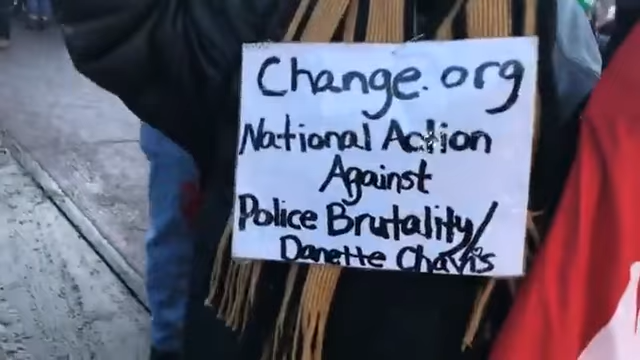 Change.org
National Action
Against
Police Brutality/
Danette Chavis